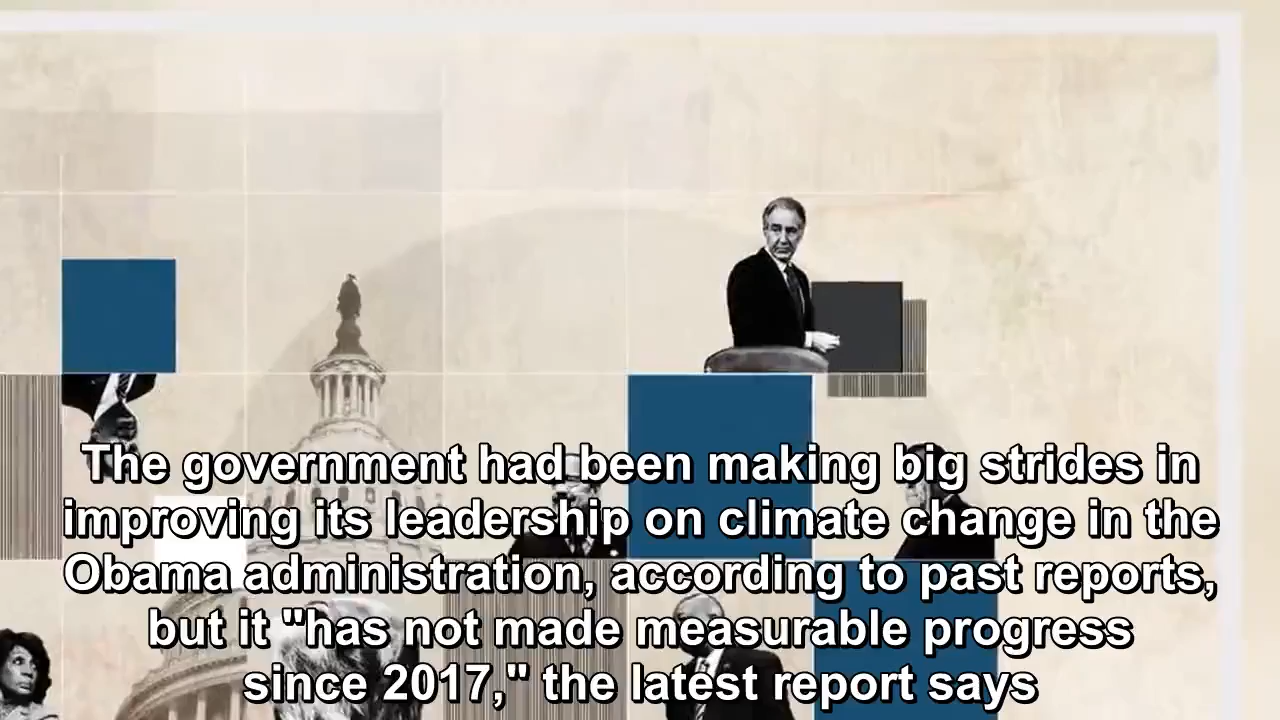 The government had been making big strides in
improving its leadership on climate change in the
Obama administration, according to past reports,
but it "has not made measurable progress
since 2017," the latest report says